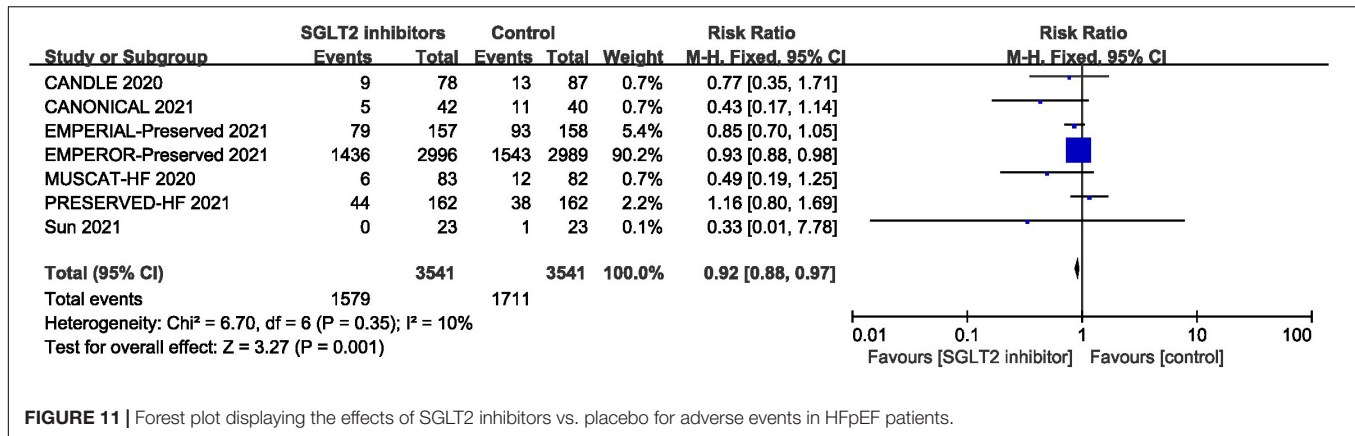 SGLT2 inhibitors Control Risk Ratio Risk Ratio
Study or Subgroup Events Total Events Total Weight M-H. Fixed. 95% CI M-H. Fixed. 95% CI
CANDLE 2020 9 78 13 87 0.7% 0.77 [0.35, 1.71]
CANONICAL 2021 5 42 11 40 0.7% 0.43 [0.17, 1.14]
EMPERIAL-Preserved 2021 79 157 93 158 5.4% 0.85 [0.70, 1.05]
EMPEROR-Preserved 2021 1436 2996 1543 2989 90.2% 0.93 [0.88, 0.98]
MUSCAT-HF 2020 6 83 12 82 0.7% 0.49 [0.19, 1.25]
PRESERVED-HF 2021 44 162 38 162 2.2% 1.16 [0.80, 1.69]
Sun 2021 0 23 1 23 0.1% 0.33 [0.01, 7.78]
Total (95% CI) 3541 3541 100.0% 0.92 [0.88, 0.97]
Total events 1579 1711
Heterogeneity: Chi² = 6.70, df = 6 (P = 0.35); I² = 10%
Test for overall effect: Z = 3.27 (P = 0.001)
0.01 0.1 1 10 100
Favours [SGLT2 inhibitor] Favours [control]
FIGURE 11 | Forest plot displaying the effects of SGLT2 inhibitors vs. placebo for adverse events in HFpEF patients.